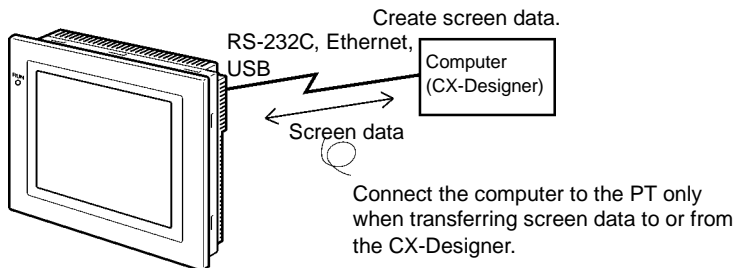 Create screen data.
RS-232C, Ethernet,
USB
Computer
(CX-Designer)
RUN
Screen data
Connect the computer to the PT only
when transferring screen data to or from
the CX-Designer.